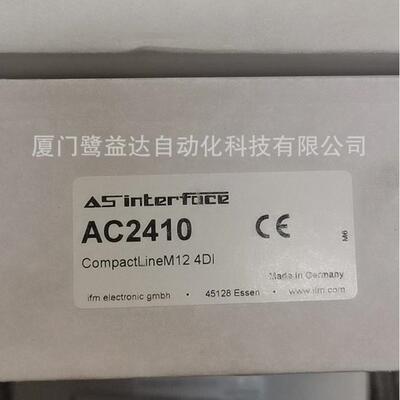 厦门鹭益达自动化科技有限公司
AS interface
AC2410
CE
M6
CompactLineM12 4DI
Made in Germany
ifm electronic gmbh • 45128 Essen • www.ifm.com